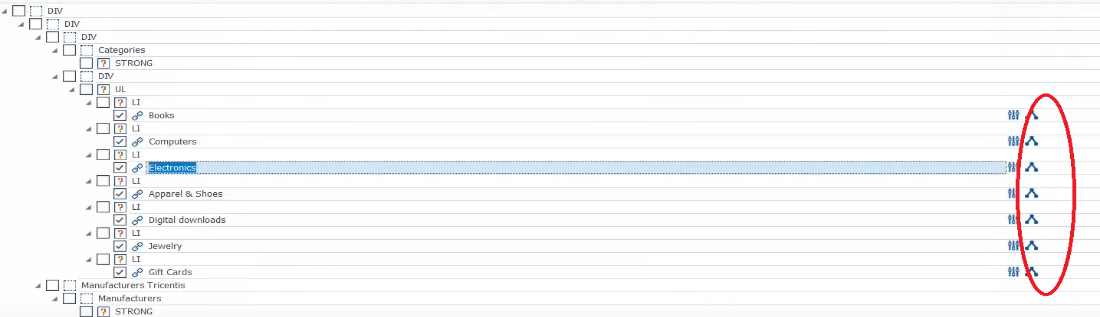 DIV
DIV
DIV
Categories
? STRONG
DIV
? UL
? LI
Books
? LI
Computers
? LI
Electronics
? LI
Apparel & Shoes
? LI
Digital downloads
? LI
Jewelry
? LI
Gift Cards
Manufacturers Tricentis
Manufacturers
? STRONG